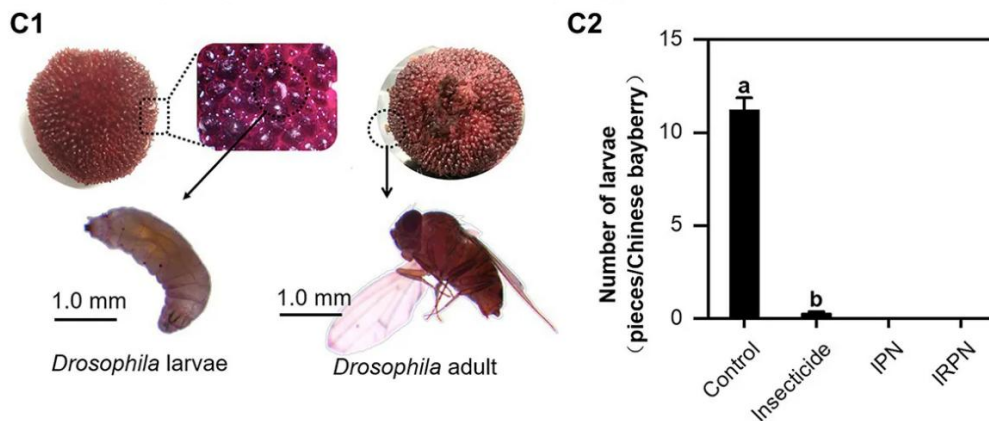 C1
1.0 mm
1.0 mm
Drosophila larvae
Drosophila adult
C2
Number of larvae
（pieces/Chinese bayberry）
15
10
5
0
a
b
Control
Insecticide
IPN
IRPN